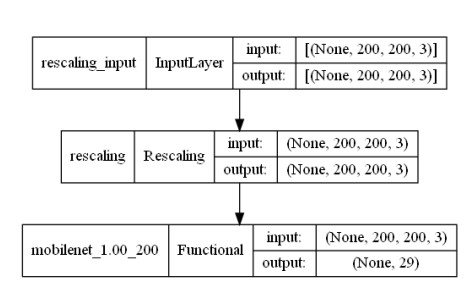 rescaling_input InputLayer input: [(None, 200, 200, 3)]
output: [(None, 200, 200, 3)]
rescaling Rescaling input: (None, 200, 200, 3)
output: (None, 200, 200, 3)
mobilenet_1.00_200 Functional input: (None, 200, 200, 3)
output: (None, 29)